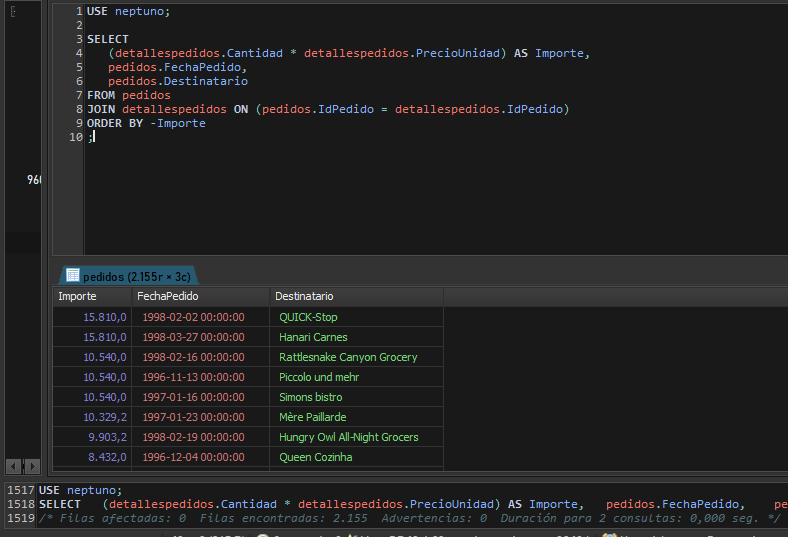 1 USE neptuno;
2
3 SELECT
4 (detallespedidos.Cantidad * detallespedidos.PrecioUnidad) AS Importe,
5 pedidos.FechaPedido,
6 pedidos.Destinatario
7 FROM pedidos
8 JOIN detallespedidos ON (pedidos.IdPedido = detallespedidos.IdPedido)
9 ORDER BY -Importe
10 ;
960
pedidos (2.155r × 3c)
Importe FechaPedido Destinatario
15.810,0 1998-02-02 00:00:00 QUICK-Stop
15.810,0 1998-03-27 00:00:00 Hanari Carnes
10.540,0 1998-02-16 00:00:00 Rattlesnake Canyon Grocery
10.540,0 1996-11-13 00:00:00 Piccolo und mehr
10.540,0 1997-01-16 00:00:00 Simons bistro
10.329,2 1997-01-23 00:00:00 Mère Paillarde
9.903,2 1998-02-19 00:00:00 Hungry Owl All-Night Grocers
8.432,0 1996-12-04 00:00:00 Queen Cozinha
1517 USE neptuno;
1518 SELECT (detallespedidos.Cantidad * detallespedidos.PrecioUnidad) AS Importe, pedidos.FechaPedido, pe
1519 /* Filas afectadas: 0 Filas encontradas: 2.155 Advertencias: 0 Duración para 2 consultas: 0,000 seg. */